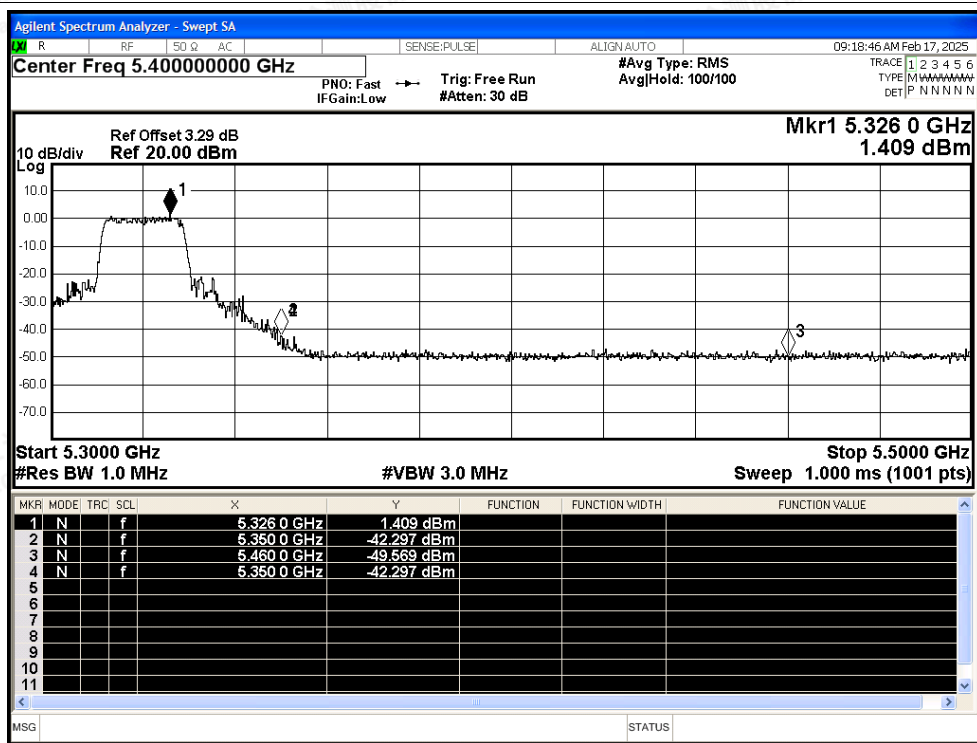 Agilent Spectrum Analyzer - Swept SA
LXI R RF 50 Ω AC SENSE:PULSE ALIGN AUTO 09:18:46 AM Feb 17, 2025
Center Freq 5.400000000 GHz
PNO: Fast
IFGain:Low
Trig: Free Run
#Atten: 30 dB
#Avg Type: RMS
Avg|Hold: 100/100
TRACE 1 2 3 4 5 6
TYPE M
DET P N N N N N
Mkr1 5.326 0 GHz
1.409 dBm
Ref Offset 3.29 dB
10 dB/div Ref 20.00 dBm
Log
10.0
0.00
-10.0
-20.0
-30.0
-40.0
-50.0
-60.0
-70.0
1
3
Start 5.3000 GHz Stop 5.5000 GHz
#Res BW 1.0 MHz #VBW 3.0 MHz Sweep 1.000 ms (1001 pts)
MKR MODE TRC SCL X Y FUNCTION FUNCTION WIDTH FUNCTION VALUE
1 N f 5.326 0 GHz 1.409 dBm
2 N f 5.350 0 GHz -42.297 dBm
3 N f 5.460 0 GHz -49.569 dBm
4 N f 5.350 0 GHz -42.297 dBm
5
6
7
8
9
10
11
MSG STATUS